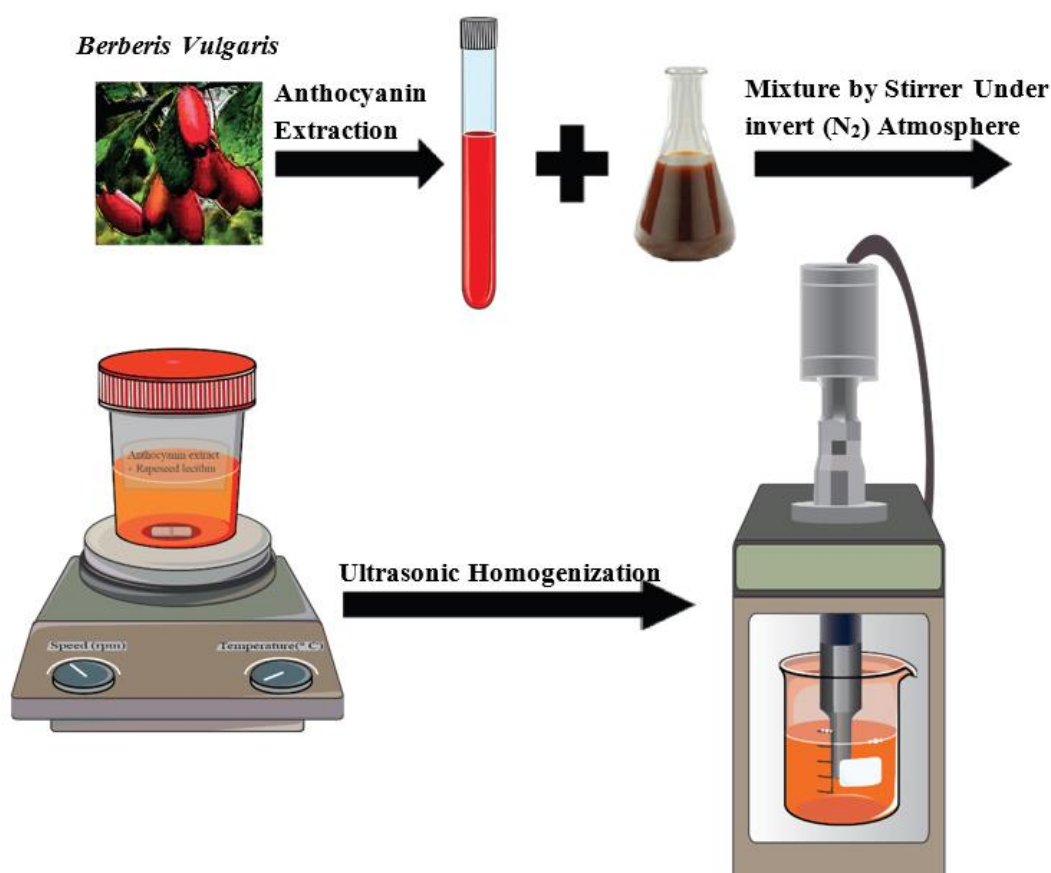 Berberis Vulgaris
Anthocyanin
Extraction
Mixture by Stirrer Under
invert (N₂) Atmosphere
Anthocyanin extract
+ Rapeseed lecithin
Ultrasonic Homogenization
Speed (rpm)
Temperature(° C)